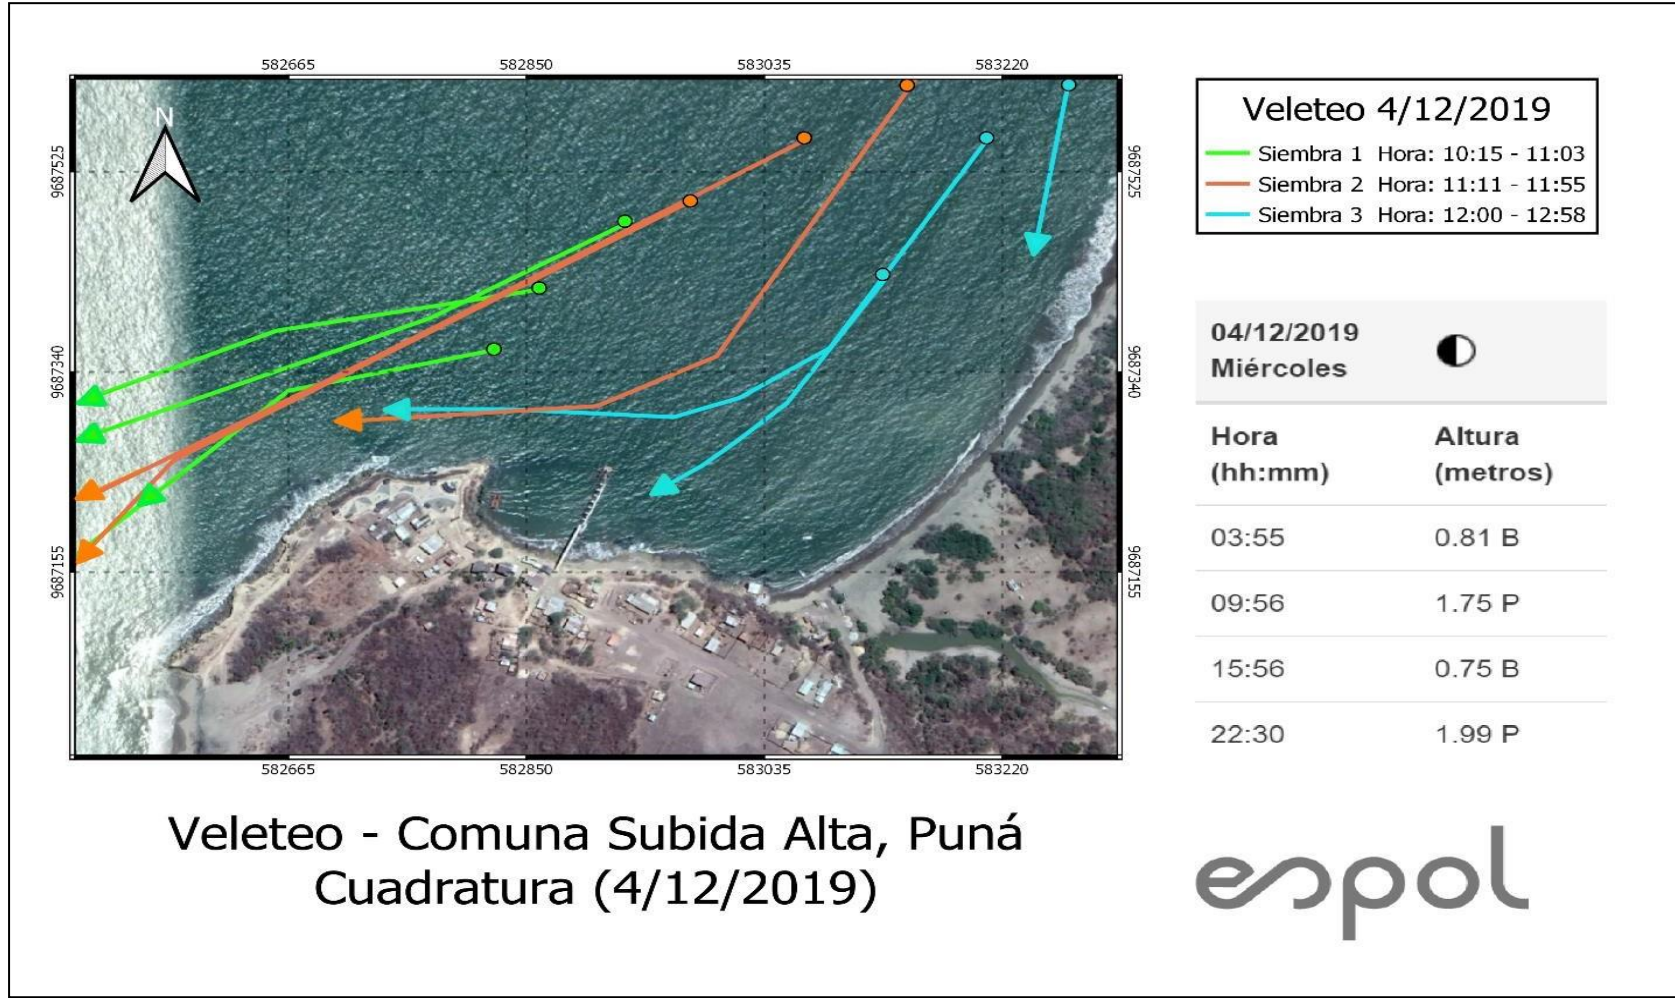 582665 582850 583035 583220
N
9687525
9687340
9687155
9687525
9687340
9687155
582665 582850 583035 583220
Veleteo - Comuna Subida Alta, Puná
Cuadratura (4/12/2019)
Veleteo 4/12/2019
Siembra 1 Hora: 10:15 - 11:03
Siembra 2 Hora: 11:11 - 11:55
Siembra 3 Hora: 12:00 - 12:58
04/12/2019
Miércoles
Hora Altura
(hh:mm) (metros)
03:55 0.81 B
09:56 1.75 P
15:56 0.75 B
22:30 1.99 P
espol